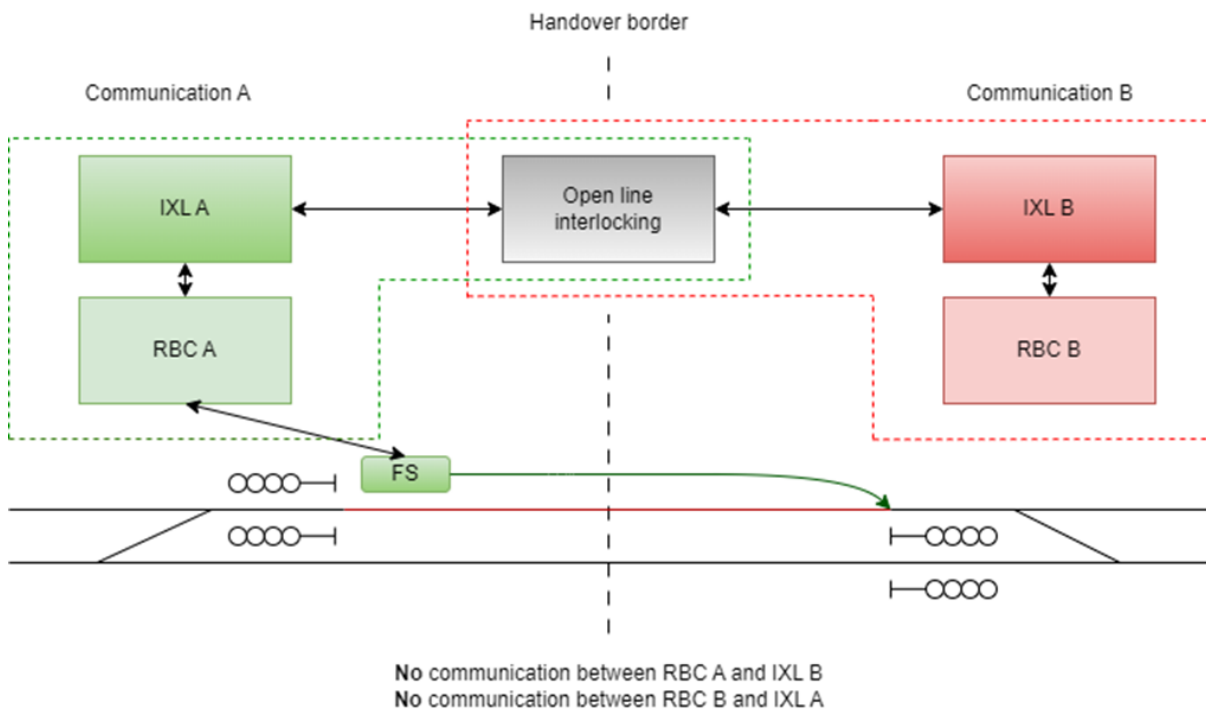 Handover border
Communication A
Communication B
IXL A
Open line
interlocking
IXL B
RBC A
RBC B
FS
No communication between RBC A and IXL B
No communication between RBC B and IXL A